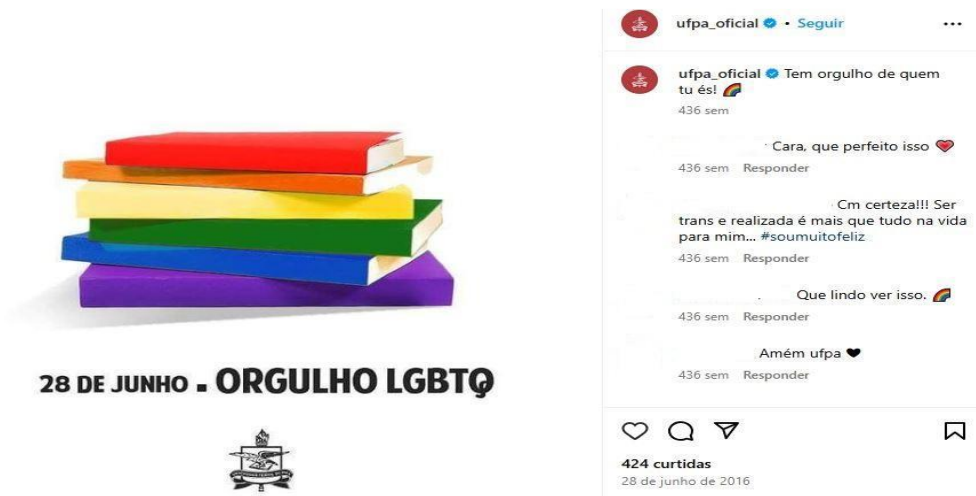 28 DE JUNHO - ORGULHO LGBTQ
ufpa_oficial • Seguir
ufpa_oficial Tem orgulho de quem
tu és! 🌈
436 sem
Cara, que perfeito isso 💖
436 sem Responder
Cm certeza!!! Ser
trans e realizada é mais que tudo na vida
para mim... #soumuitofeliz
436 sem Responder
Que lindo ver isso. 🌈
436 sem Responder
Amém ufpa 🖤
436 sem Responder
424 curtidas
28 de junho de 2016